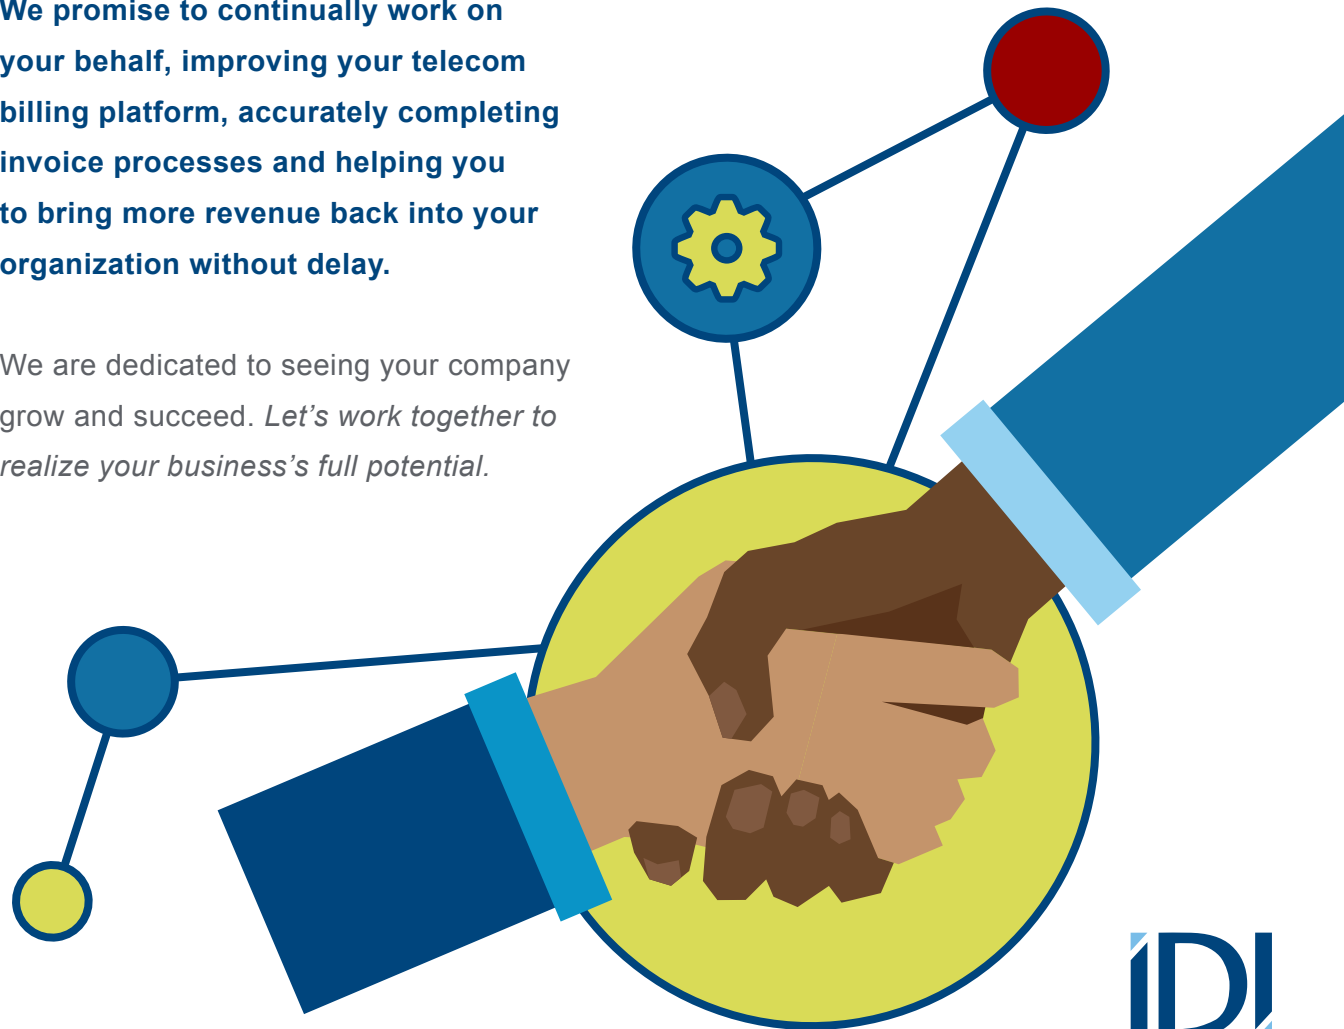 We promise to continually work on
your behalf, improving your telecom
billing platform, accurately completing
invoice processes and helping you
to bring more revenue back into your
organization without delay.
We are dedicated to seeing your company
grow and succeed. Let’s work together to
realize your business’s full potential.
IDI